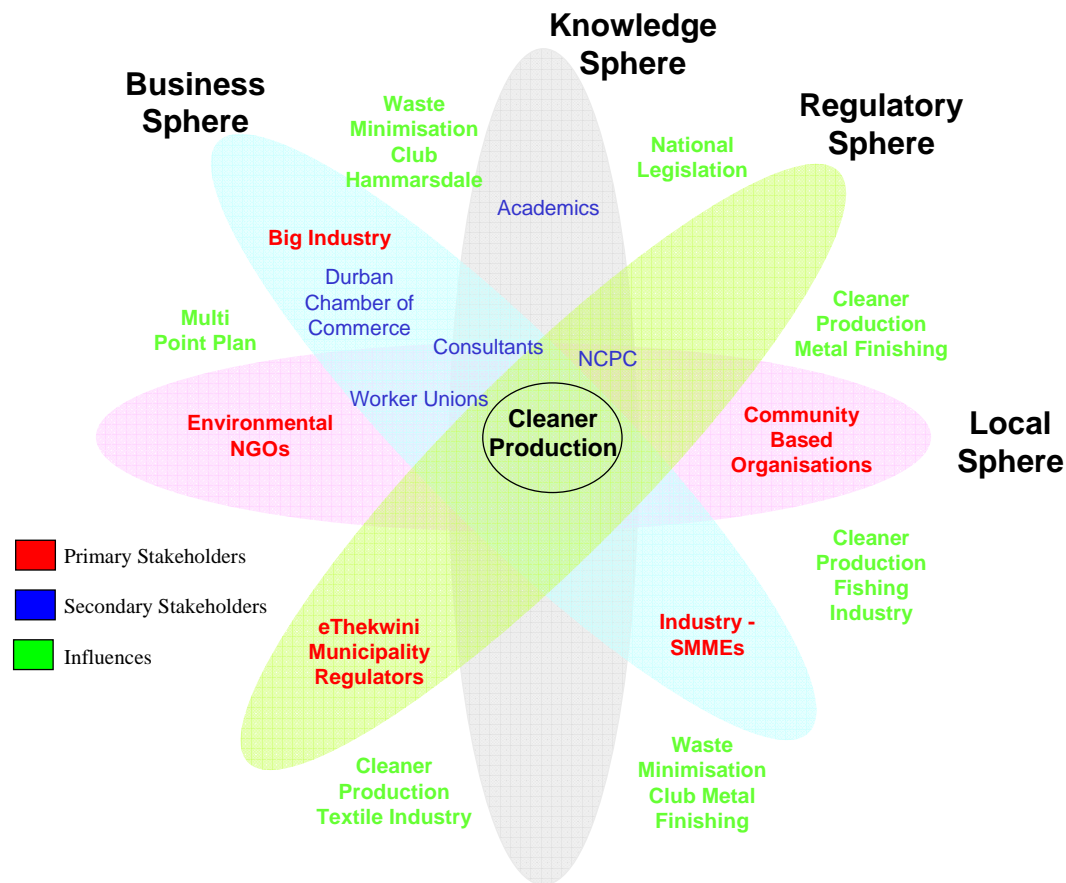 Knowledge
Sphere
Business
Sphere
Regulatory
Sphere
Waste
Minimisation
Club
Hammarsdale
National
Legislation
Academics
Big Industry
Durban
Chamber of
Commerce
Multi
Point Plan
Cleaner
Production
Metal Finishing
Consultants
NCPC
Worker Unions
Environmental
NGOs
Cleaner
Production
Community
Based
Organisations
Local
Sphere
Primary Stakeholders
Secondary Stakeholders
Influences
Cleaner
Production
Fishing
Industry
eThekwini
Municipality
Regulators
Industry -
SMMEs
Cleaner
Production
Textile Industry
Waste
Minimisation
Club Metal
Finishing